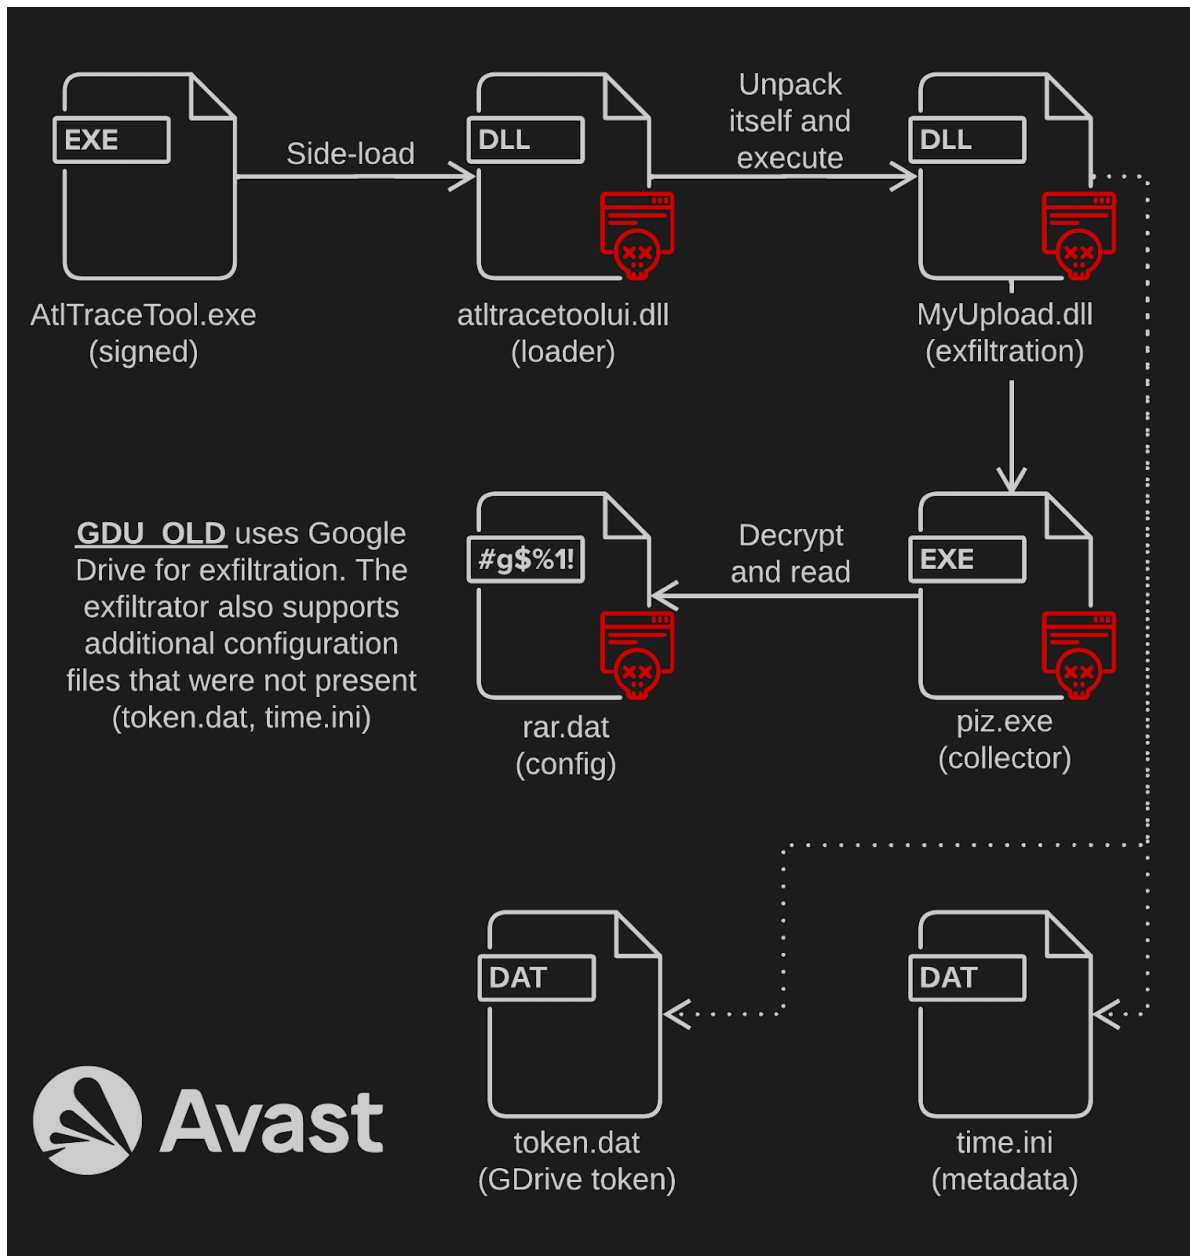 EXE
Side-load
DLL
Unpack
itself and
execute
DLL
AtlTraceTool.exe
(signed)
atltracetoolui.dll
(loader)
MyUpload.dll
(exfiltration)
GDU_OLD uses Google
Drive for exfiltration. The
exfiltrator also supports
additional configuration
files that were not present
(token.dat, time.ini)
#g$%1!
Decrypt
and read
EXE
rar.dat
(config)
piz.exe
(collector)
DAT
DAT
Avast
token.dat
(GDrive token)
time.ini
(metadata)